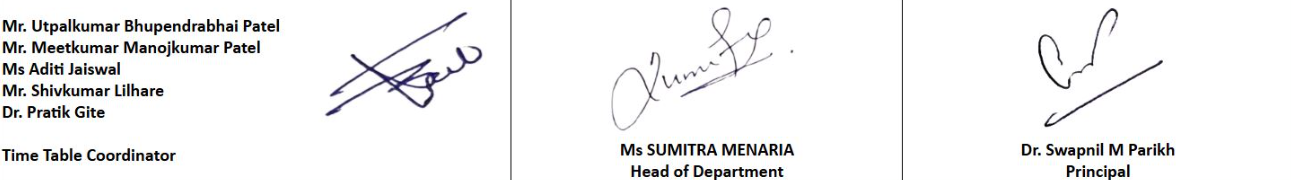 Mr. Utpalkumar Bhupendrabhai Patel
Mr. Meetkumar Manojkumar Patel
Ms Aditi Jaiswal
Mr. Shivkumar Lilhare
Dr. Pratik Gite
Time Table Coordinator
Ms SUMITRA MENARIA
Head of Department
Dr. Swapnil M Parikh
Principal